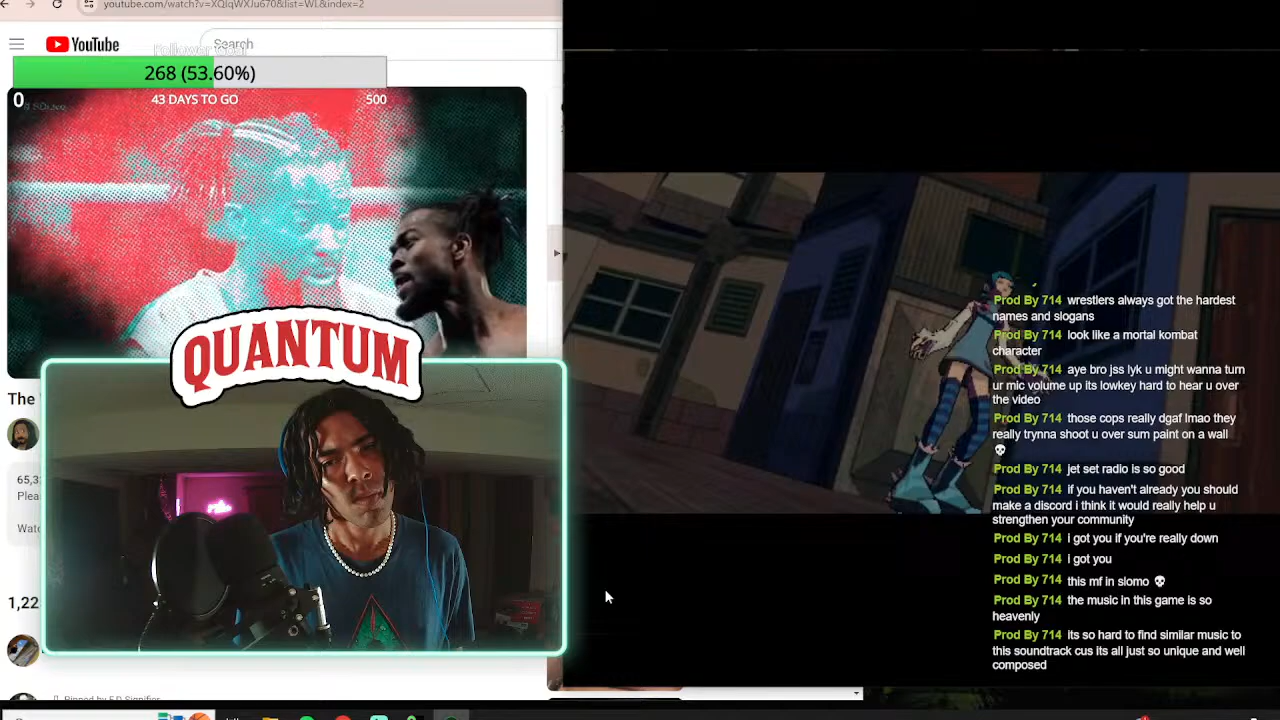 youtube.com/watch?v=XQIqWXJu670&list=WL&index=2
YouTube
Search
268 (53.60%)
0
43 DAYS TO GO
500
The
65,3
Plea
Watc
1,22
QUANTUM
Prod By 714 wrestlers always got the hardest
names and slogans
Prod By 714 look like a mortal kombat
character
Prod By 714 aye bro jss lyk u might wanna turn
ur mic volume up its lowkey hard to hear u over
the video
Prod By 714 those cops really dgaf lmao they
really trynna shoot u over sum paint on a wall
💀
Prod By 714 jet set radio is so good
Prod By 714 if you haven't already you should
make a discord i think it would really help u
strengthen your community
Prod By 714 i got you if you're really down
Prod By 714 i got you
Prod By 714 this mf in slomo 💀
Prod By 714 the music in this game is so
heavenly
Prod By 714 its so hard to find similar music to
this soundtrack cus its all just so unique and well
composed